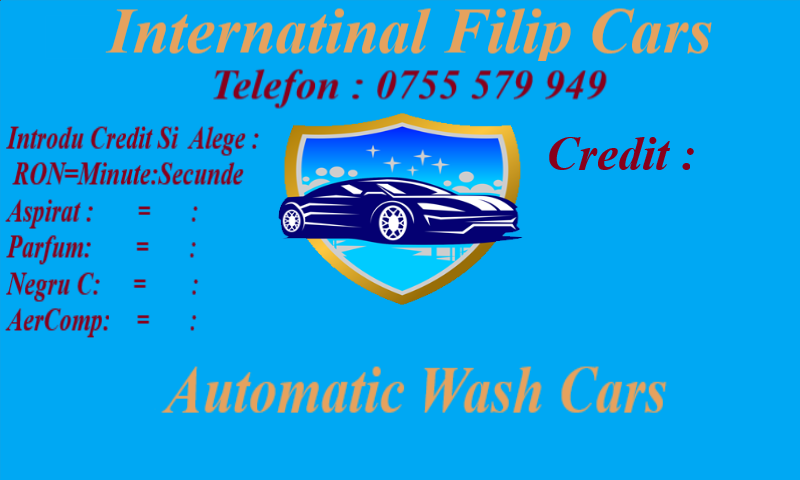 Internatinal Filip Cars
Telefon : 0755 579 949
Introdu Credit Si Alege :
RON=Minute:Secunde
Credit :
Aspirat : = :
Parfum: = :
Negru C: = :
AerComp: = :
Automatic Wash Cars